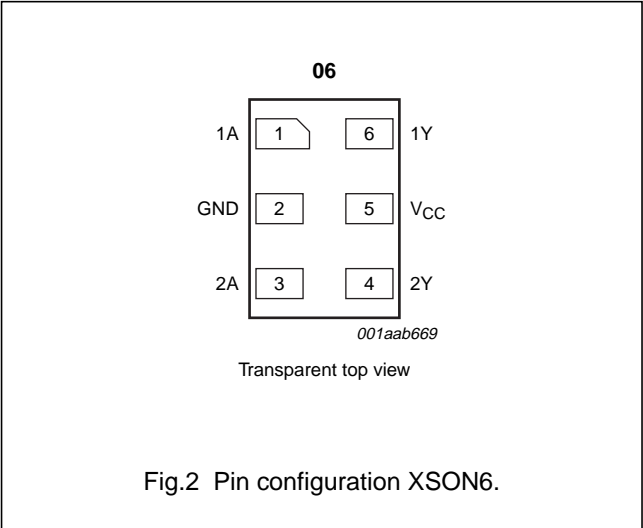 06
1A 1 6 1Y
GND 2 5 VCC
2A 3 4 2Y
001aab669
Transparent top view
Fig.2 Pin configuration XSON6.